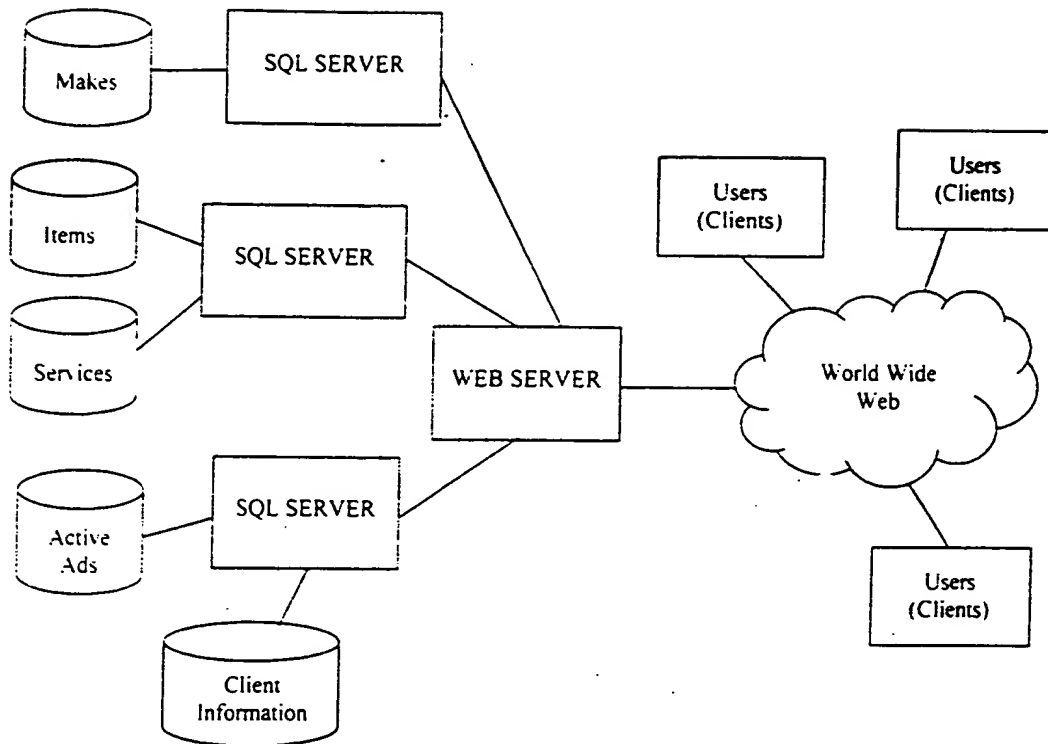 Makes
SQL SERVER
Items
SQL SERVER
Services
Active
Ads
SQL SERVER
Client
Information
WEB SERVER
World Wide
Web
Users
(Clients)
Users
(Clients)
Users
(Clients)